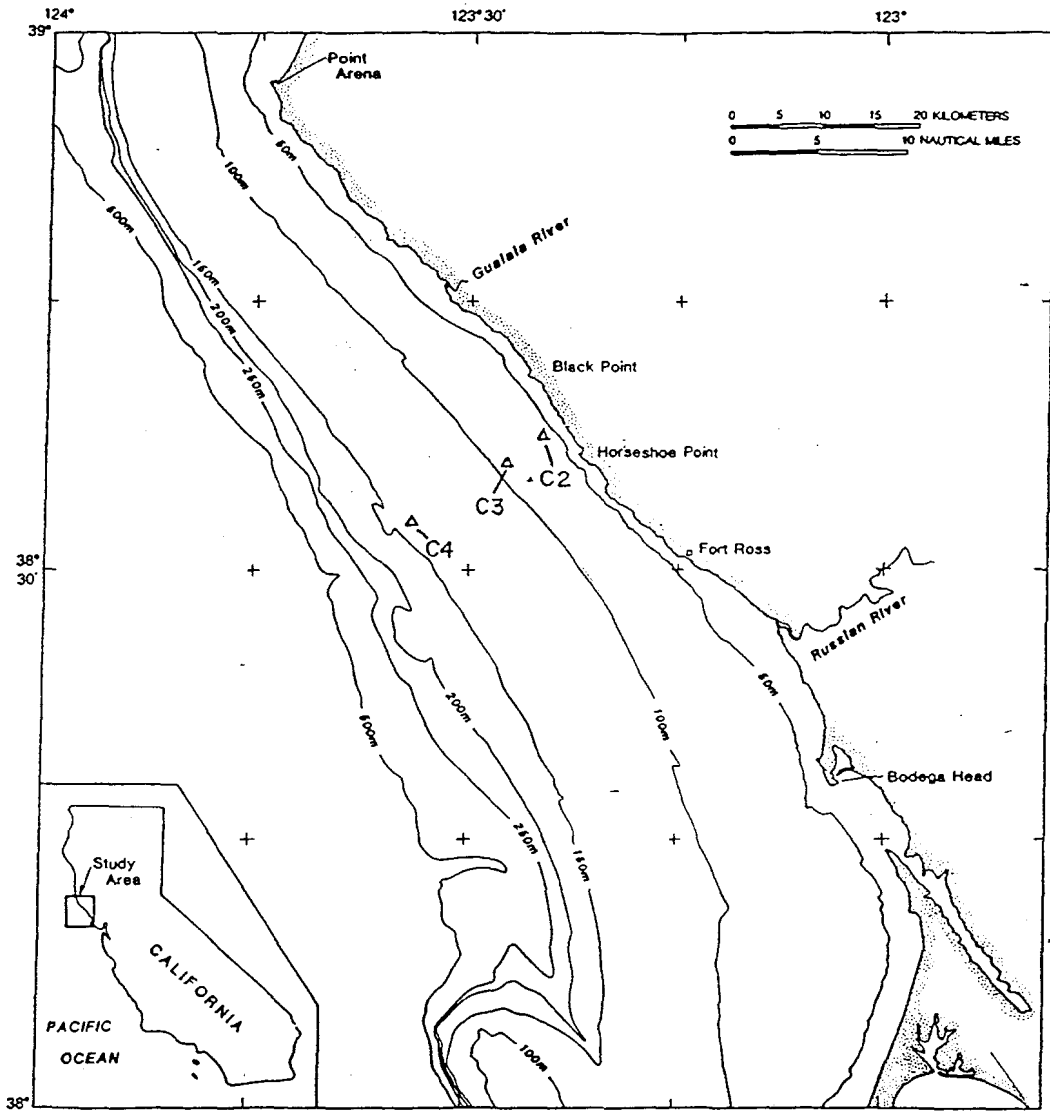 124°
123° 30'
123°
39°
Point
Arena
0 5 10 15 20 KILOMETERS
0 5 10 NAUTICAL MILES
50m
100m
500m
Gualala River
150m
200m
250m
Black Point
Horseshoe Point
C2
C3
C4
38°
30'
Fort Ross
Russian River
50m
100m
200m
500m
Bodega Head
250m
150m
Study
Area
CALIFORNIA
PACIFIC
OCEAN
100m
38°